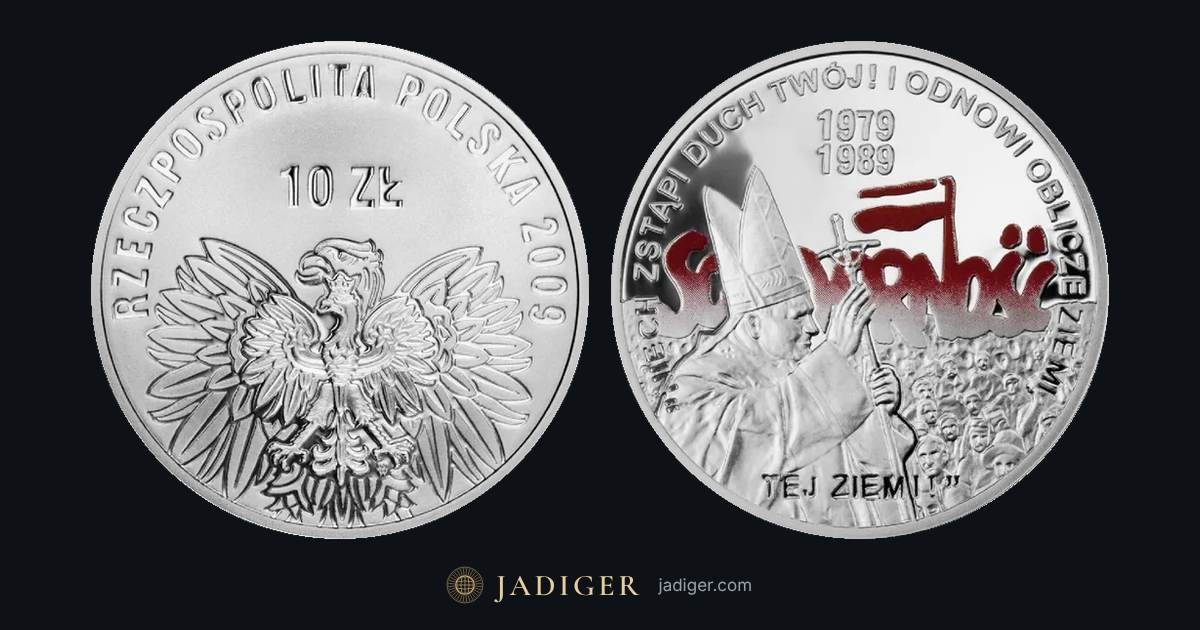 RZECZPOSPOLITA POLSKA 2009
10 ZŁ
„NIECH ZSTĄPI DUCH TWÓJ! I ODNOWI OBLICZE ZIEMI,
1979
1989
TEJ ZIEMI!”
JADIGER jadiger.com